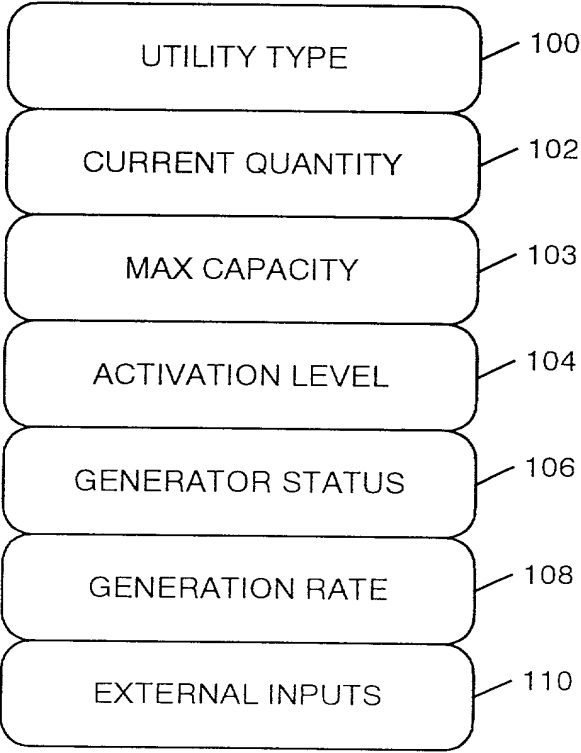 UTILITY TYPE 100
CURRENT QUANTITY 102
MAX CAPACITY 103
ACTIVATION LEVEL 104
GENERATOR STATUS 106
GENERATION RATE 108
EXTERNAL INPUTS 110